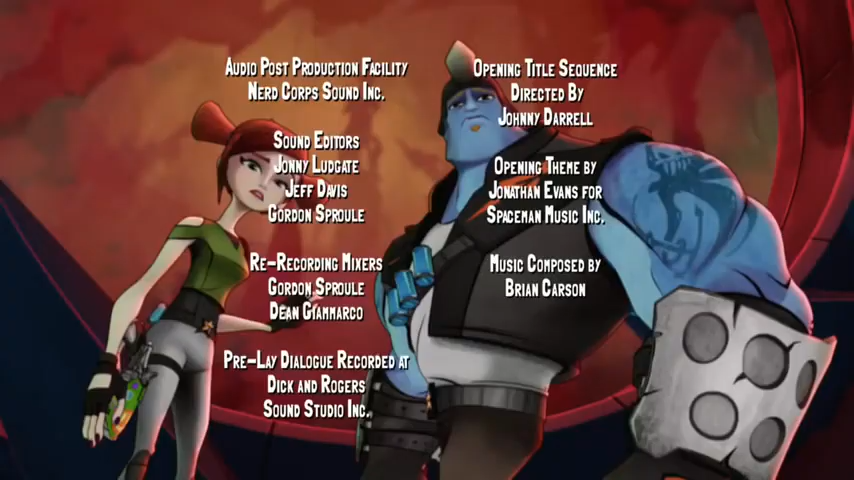 Audio Post Production Facility
Nerd Corps Sound Inc.
Sound Editors
Jonny Ludgate
Jeff Davis
Gordon Sproule
Re-Recording Mixers
Gordon Sproule
Dean Giammarco
Pre-Lay Dialogue Recorded at
Dick and Rogers
Sound Studio Inc.
Opening Title Sequence
Directed By
Johnny Darrell
Opening Theme by
Jonathan Evans for
Spaceman Music Inc.
Music Composed by
Brian Carson